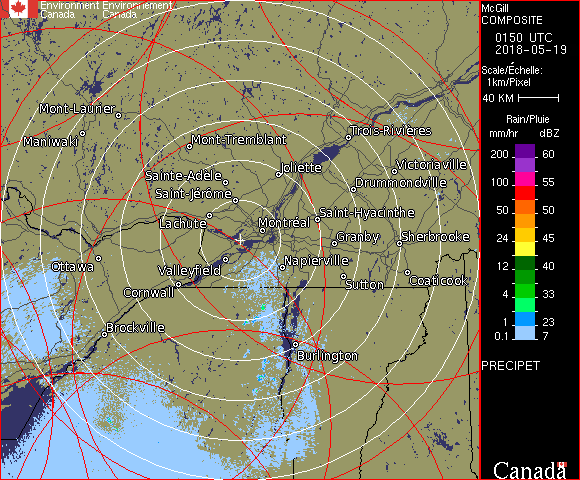 Environment Environnement
Canada Canada
McGill
COMPOSITE
0150 UTC
2018-05-19
Scale/Échelle:
1km/Pixel
40 KM
Rain/Pluie
mm/hr dBZ
200 60
100 55
50 50
24 45
12 40
4 33
1 23
0.1 7
PRECIPET
Canada
Mont-Laurier
Maniwaki
Mont-Tremblant
Trois-Rivières
Sainte-Adèle
Joliette
Victoriaville
Saint-Jérôme
Drummondville
Lachute
Montréal
Saint-Hyacinthe
Granby
Sherbrooke
Ottawa
Valleyfield
Napierville
Cornwall
Sutton
Coaticook
Brockville
Burlington